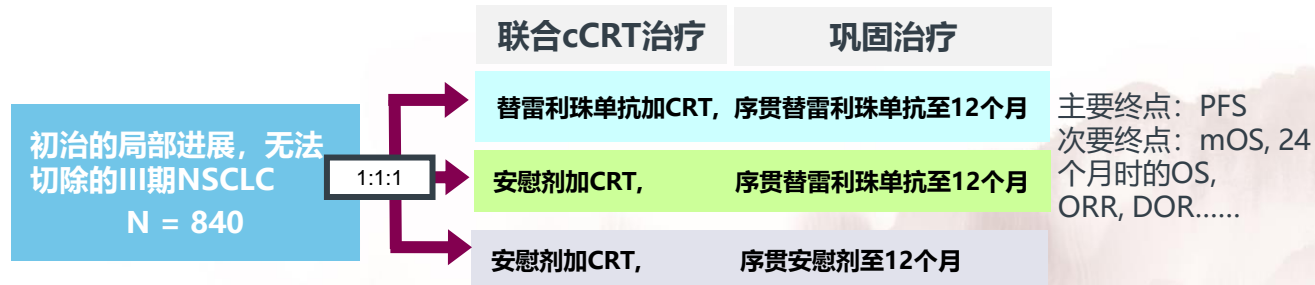 联合cCRT治疗
巩固治疗
初治的局部进展，无法
切除的III期NSCLC
N = 840
1:1:1
替雷利珠单抗加CRT, 序贯替雷利珠单抗至12个月
安慰剂加CRT, 序贯替雷利珠单抗至12个月
安慰剂加CRT, 序贯安慰剂至12个月
主要终点：PFS
次要终点：mOS, 24
个月时的OS,
ORR, DOR……